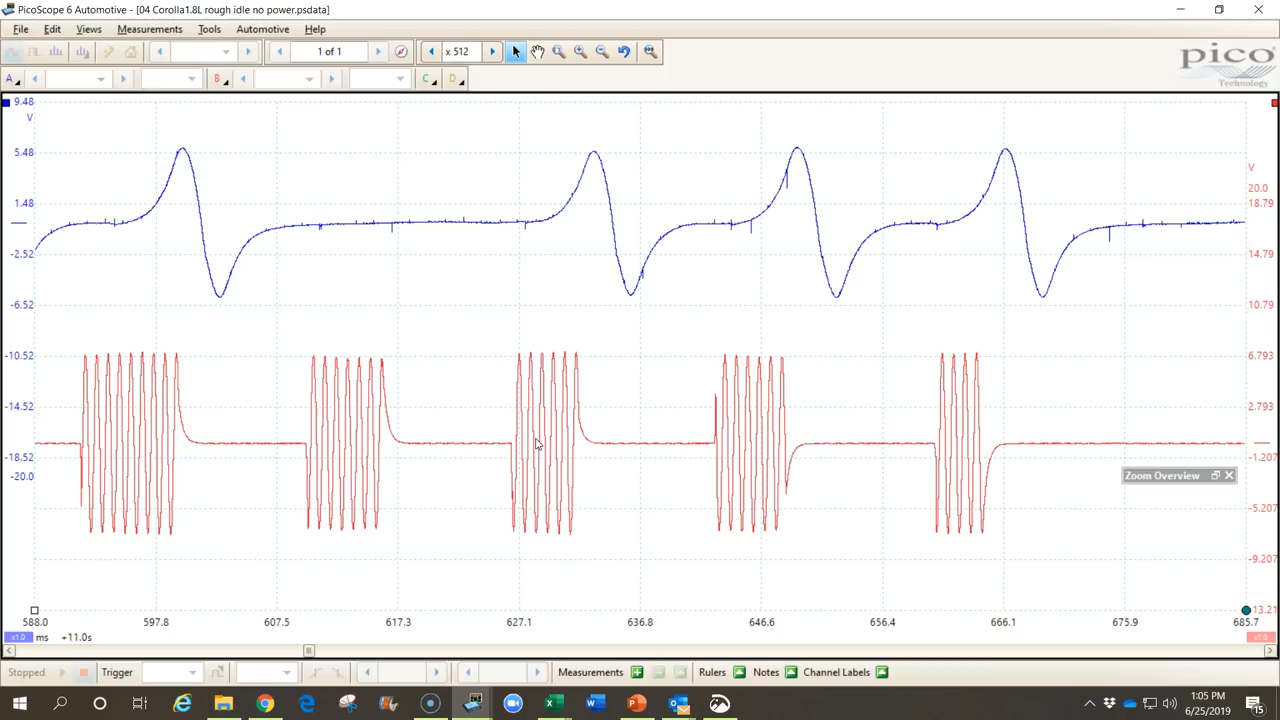 PicoScope 6 Automotive - [04 Corolla1.8L rough idle no power.psdata]
File Edit Views Measurements Tools Automotive Help
1 of 1 x 512
pico
Technology
A B C D
9.48
V
5.48
1.48
-2.52
-6.52
-10.52
-14.52
-18.52
-20.0
V
20.0
18.79
14.79
10.79
6.793
2.793
-1.207
-5.207
-9.207
13.21
Zoom Overview
588.0 597.8 607.5 617.3 627.1 636.8 646.6 656.4 666.1 675.9 685.7
x1.0 ms +11.0s x1.0
Stopped Trigger Measurements Rulers Notes Channel Labels
1:05 PM
6/25/2019
15